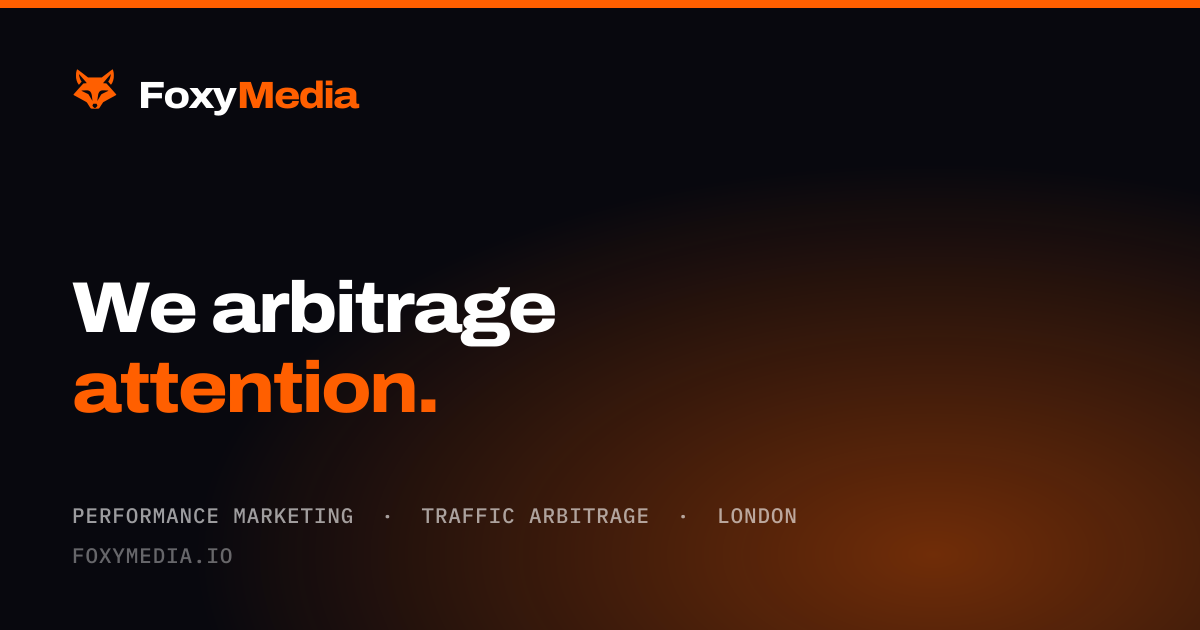 FoxyMedia
We arbitrage
attention.
PERFORMANCE MARKETING · TRAFFIC ARBITRAGE · LONDON
FOXYMEDIA.IO